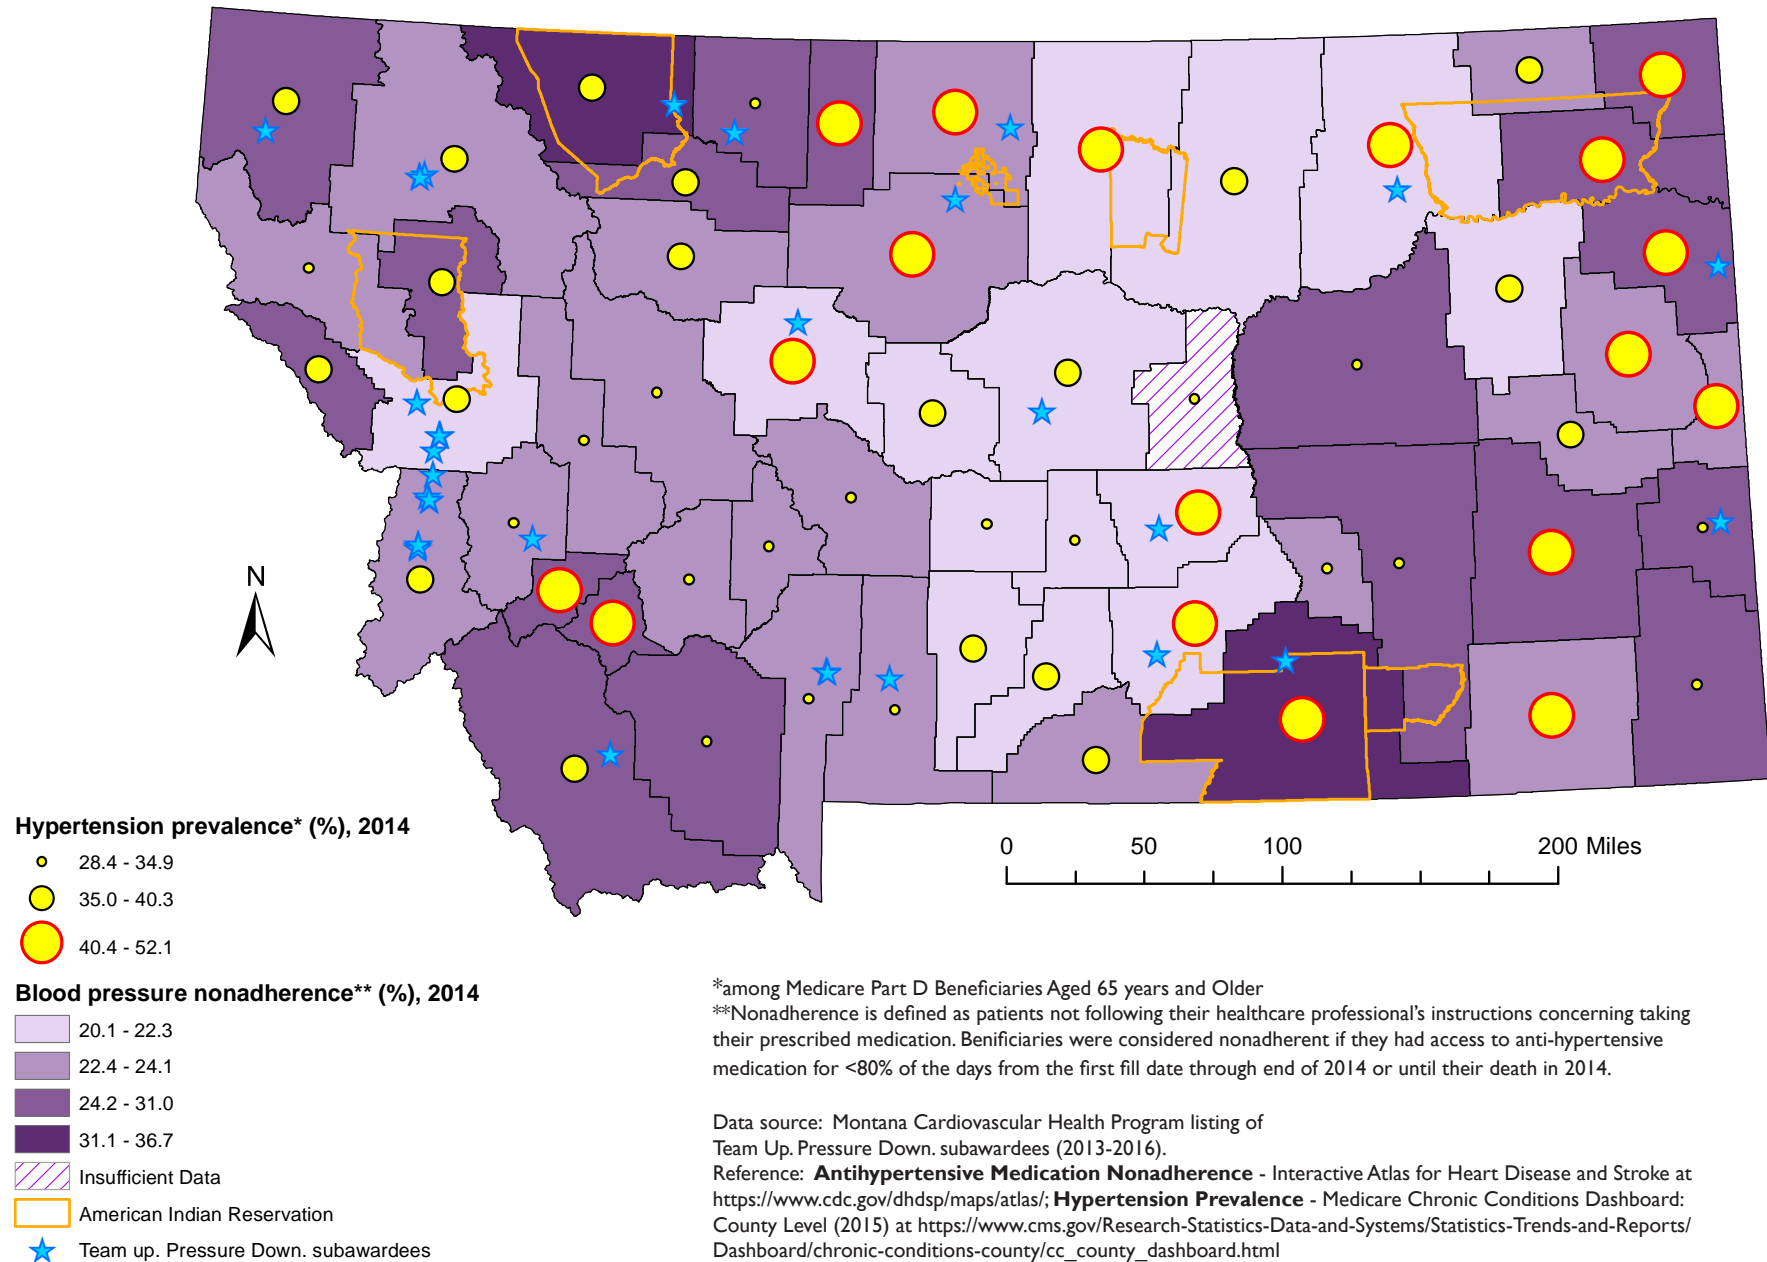 N
0 50 100 200 Miles
Hypertension prevalence* (%), 2014
28.4 - 34.9
35.0 - 40.3
40.4 - 52.1
Blood pressure nonadherence** (%), 2014
20.1 - 22.3
22.4 - 24.1
24.2 - 31.0
31.1 - 36.7
Insufficient Data
American Indian Reservation
Team up. Pressure Down. subawardees
*among Medicare Part D Beneficiaries Aged 65 years and Older
**Nonadherence is defined as patients not following their healthcare professional's instructions concerning taking
their prescribed medication. Benificiaries were considered nonadherent if they had access to anti-hypertensive
medication for <80% of the days from the first fill date through end of 2014 or until their death in 2014.
Data source: Montana Cardiovascular Health Program listing of
Team Up. Pressure Down. subawardees (2013-2016).
Reference: Antihypertensive Medication Nonadherence - Interactive Atlas for Heart Disease and Stroke at
https://www.cdc.gov/dhdsp/maps/atlas/; Hypertension Prevalence - Medicare Chronic Conditions Dashboard:
County Level (2015) at https://www.cms.gov/Research-Statistics-Data-and-Systems/Statistics-Trends-and-Reports/
Dashboard/chronic-conditions-county/cc_county_dashboard.html